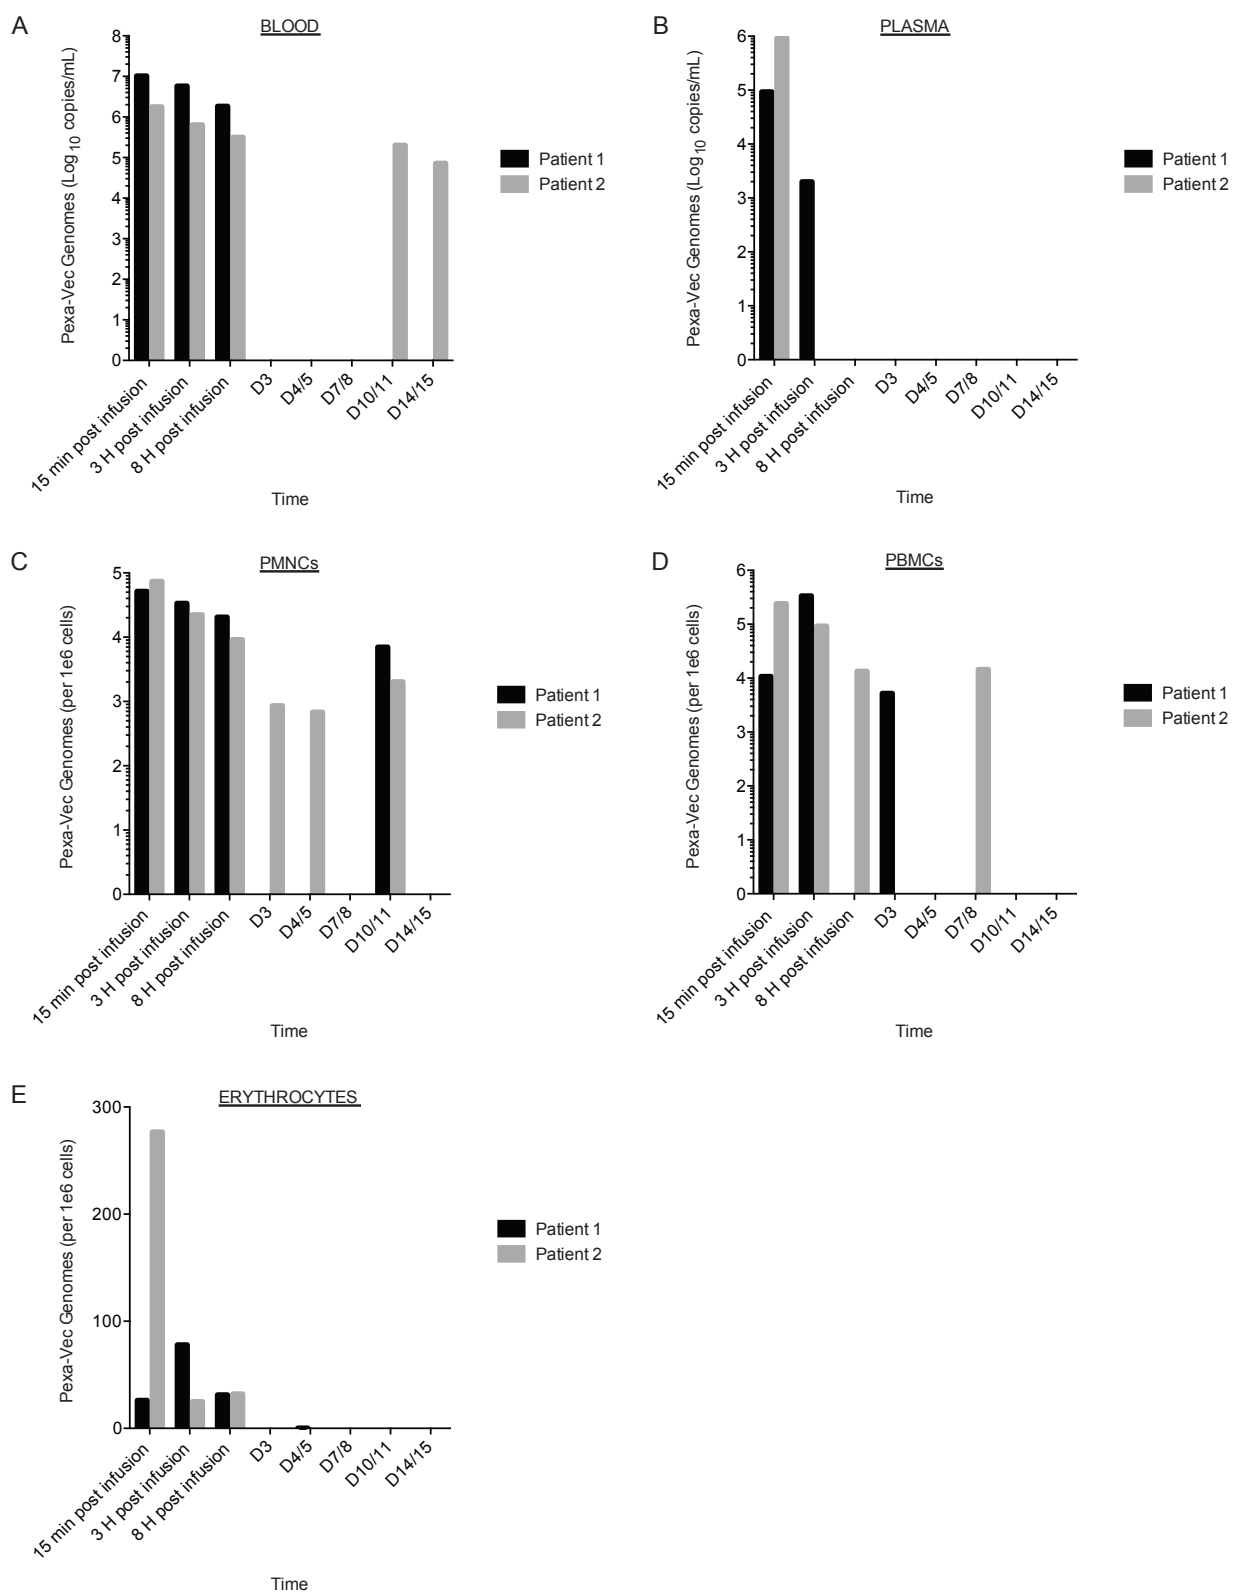 A
BLOOD
Pexa-Vec Genomes (Log10 copies/mL)
8
7
6
5
4
3
2
1
0
15 min post infusion
3 H post infusion
8 H post infusion
D3
D4/5
D7/8
D10/11
D14/15
Time
Patient 1
Patient 2
B
PLASMA
Pexa-Vec Genomes (Log10 copies/mL)
6
5
4
3
2
1
0
15 min post infusion
3 H post infusion
8 H post infusion
D3
D4/5
D7/8
D10/11
D14/15
Time
Patient 1
Patient 2
C
PMNCs
Pexa-Vec Genomes (per 1e6 cells)
5
4
3
2
1
0
15 min post infusion
3 H post infusion
8 H post infusion
D3
D4/5
D7/8
D10/11
D14/15
Time
Patient 1
Patient 2
D
PBMCs
Pexa-Vec Genomes (per 1e6 cells)
6
5
4
3
2
1
0
15 min post infusion
3 H post infusion
8 H post infusion
D3
D4/5
D7/8
D10/11
D14/15
Time
Patient 1
Patient 2
E
ERYTHROCYTES
Pexa-Vec Genomes (per 1e6 cells)
300
200
100
0
15 min post infusion
3 H post infusion
8 H post infusion
D3
D4/5
D7/8
D10/11
D14/15
Time
Patient 1
Patient 2